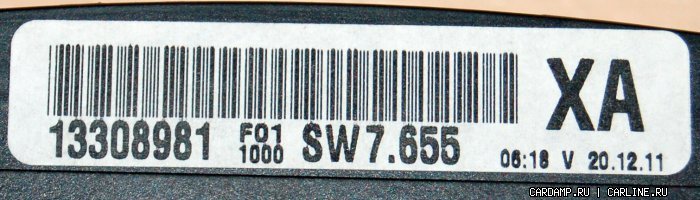 XA
13308981 F01 1000 SW7.655 06:18 V 20.12.11
CARDAMP.RU | CARLINE.RU